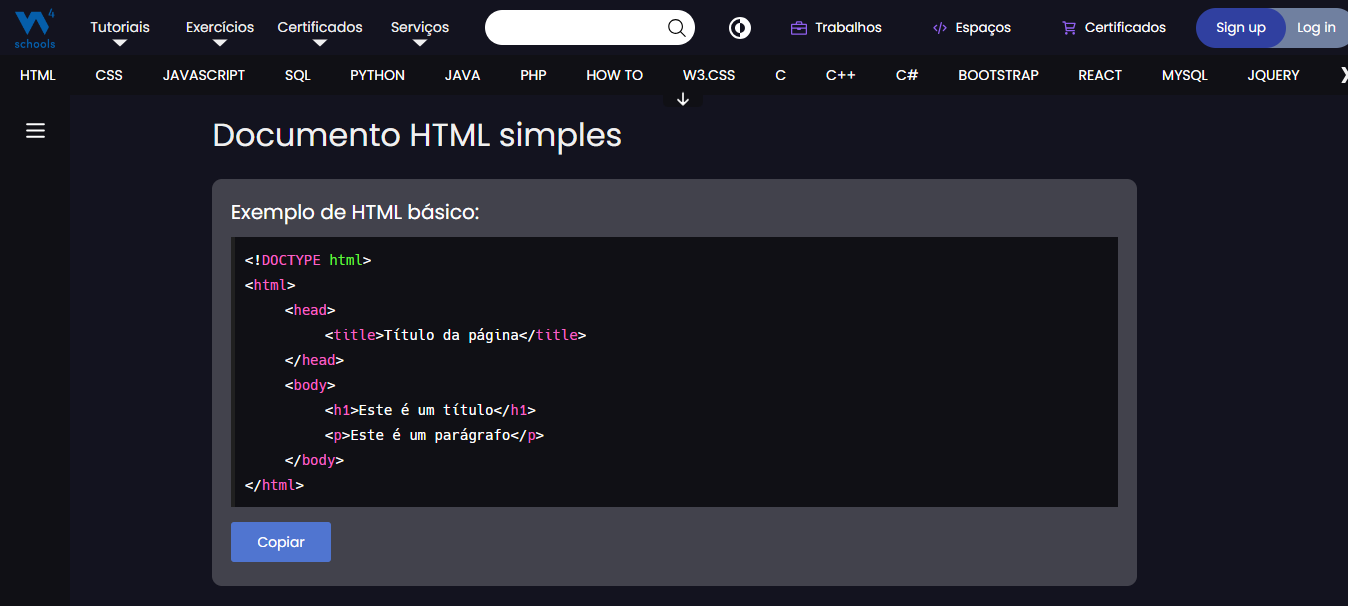 4
schools
Tutoriais Exercícios Certificados Serviços Trabalhos </> Espaços Certificados Sign up Log in
HTML CSS JAVASCRIPT SQL PYTHON JAVA PHP HOW TO W3.CSS C C++ C# BOOTSTRAP REACT MYSQL JQUERY
Documento HTML simples
Exemplo de HTML básico:
<!DOCTYPE html>
<html>
<head>
<title>Título da página</title>
</head>
<body>
<h1>Este é um título</h1>
<p>Este é um parágrafo</p>
</body>
</html>
Copiar